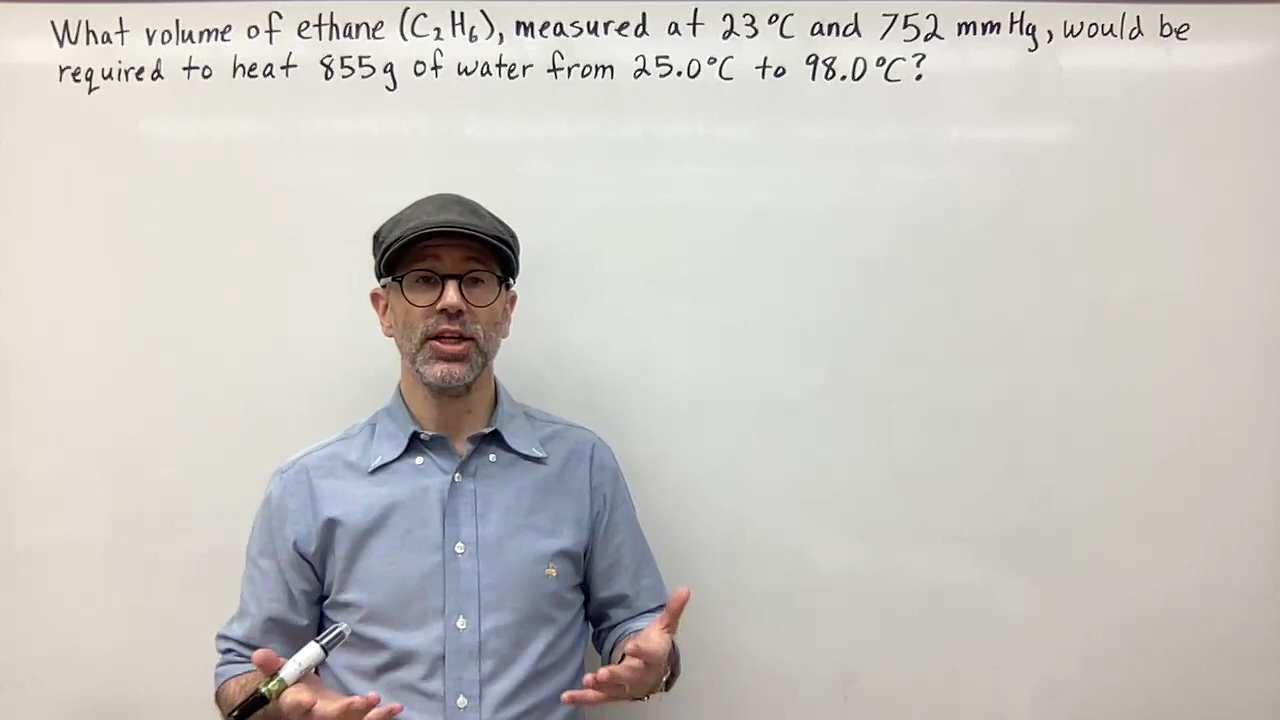 What volume of ethane (C₂H₆), measured at 23°C and 752 mmHg, would be
required to heat 855g of water from 25.0°C to 98.0°C?